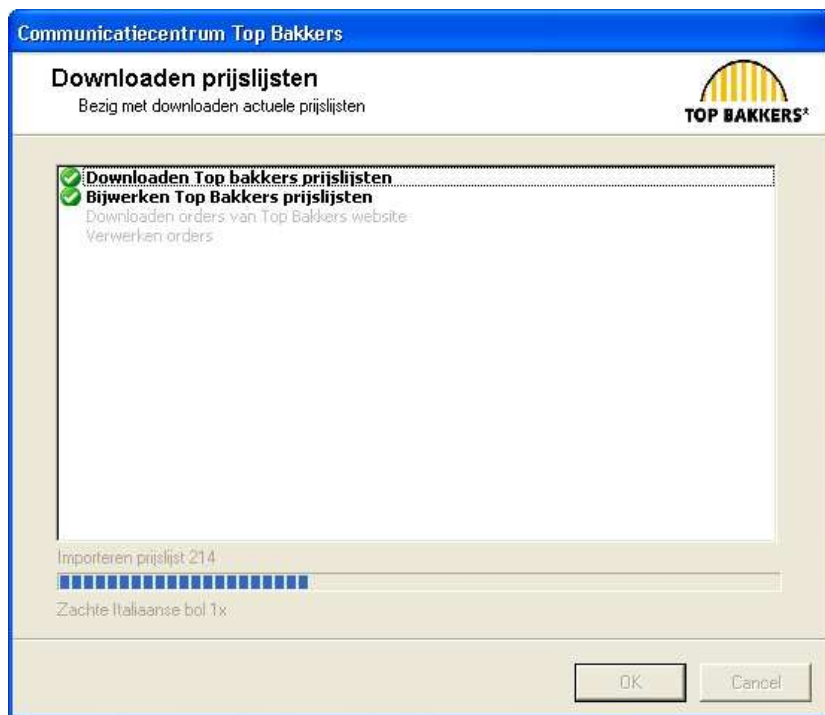 Communicatiecentrum Top Bakkers
Downloaden prijslijsten
Bezig met downloaden actuele prijslijsten
TOP BAKKERS*
Downloaden Top bakkers prijslijsten
Bijwerken Top Bakkers prijslijsten
Downloaden orders van Top Bakkers website
Verwerken orders
Importeren prijslijst 214
Zachte Italiaanse bol 1x
OK
Cancel